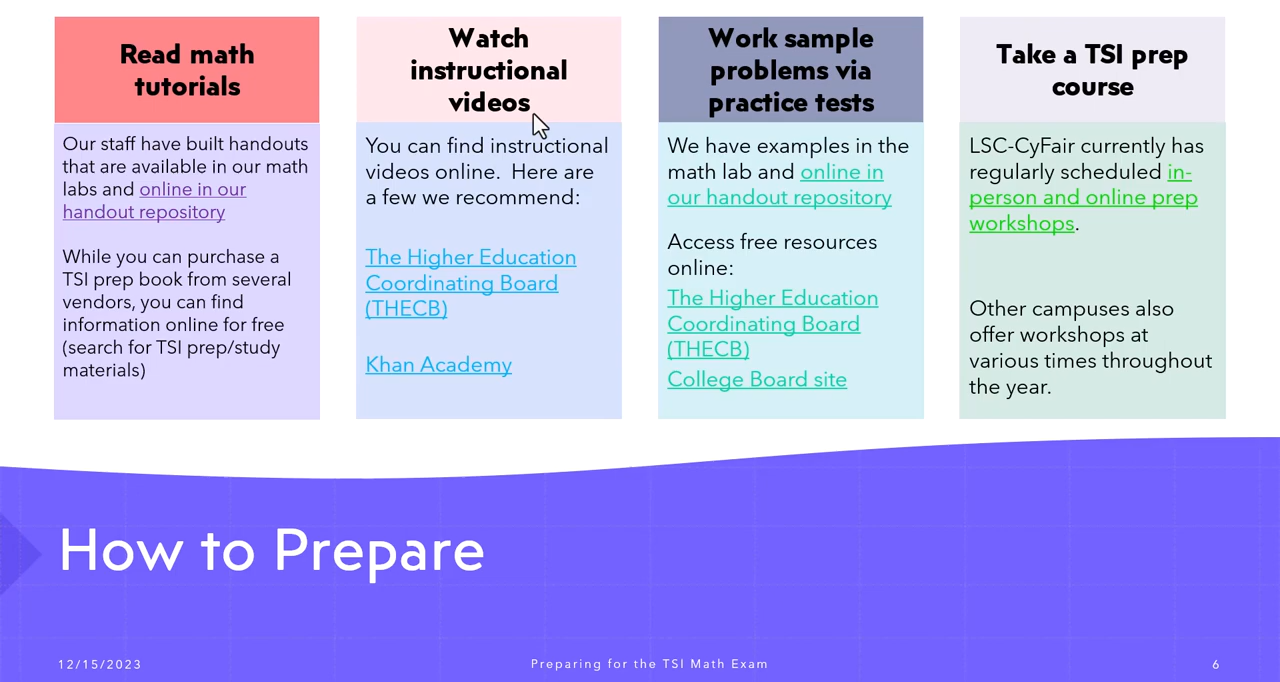 Read math
tutorials
Our staff have built handouts
that are available in our math
labs and online in our
handout repository
While you can purchase a
TSI prep book from several
vendors, you can find
information online for free
(search for TSI prep/study
materials)
Watch
instructional
videos
You can find instructional
videos online.  Here are
a few we recommend:
The Higher Education
Coordinating Board
(THECB)
Khan Academy
Work sample
problems via
practice tests
We have examples in the
math lab and online in
our handout repository
Access free resources
online:
The Higher Education
Coordinating Board
(THECB)
College Board site
Take a TSI prep
course
LSC-CyFair currently has
regularly scheduled in-
person and online prep
workshops.
Other campuses also
offer workshops at
various times throughout
the year.
How to Prepare
12/15/2023
Preparing for the TSI Math Exam
6